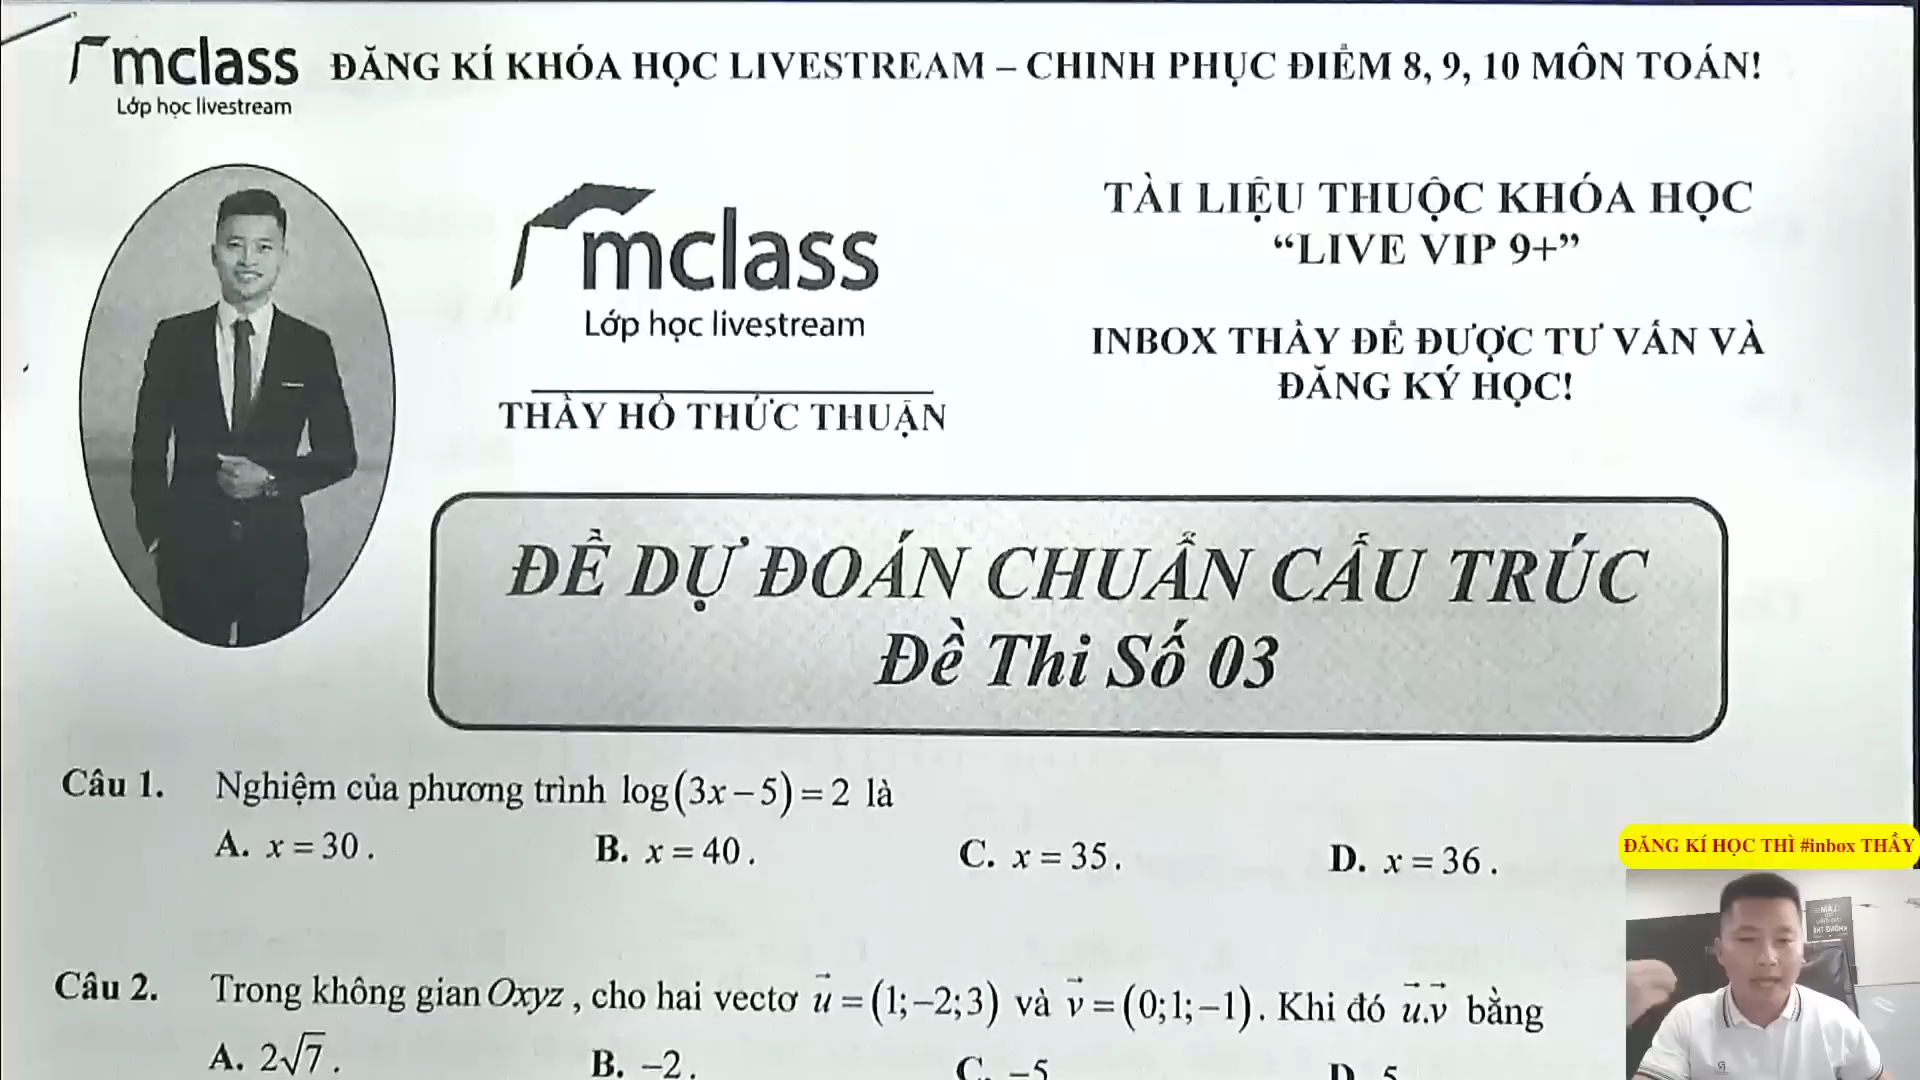 mclass ĐĂNG KÍ KHÓA HỌC LIVESTREAM – CHINH PHỤC ĐIỂM 8, 9, 10 MÔN TOÁN!
Lớp học livestream
mclass
Lớp học livestream
THẦY HỒ THỨC THUẬN
TÀI LIỆU THUỘC KHÓA HỌC
“LIVE VIP 9+”
INBOX THẦY ĐỂ ĐƯỢC TƯ VẤN VÀ
ĐĂNG KÝ HỌC!
ĐỀ DỰ ĐOÁN CHUẨN CẤU TRÚC
Đề Thi Số 03
Câu 1. Nghiệm của phương trình log(3x−5)=2 là
A. x=30. B. x=40. C. x=35. D. x=36.
ĐĂNG KÍ HỌC THÌ #inbox THẦY
Câu 2. Trong không gian Oxyz, cho hai vectơ u⃗=(1;−2;3) và v⃗=(0;1;−1). Khi đó u⃗.v⃗ bằng
A. 2√7. B. −2. C. −5 D. 5